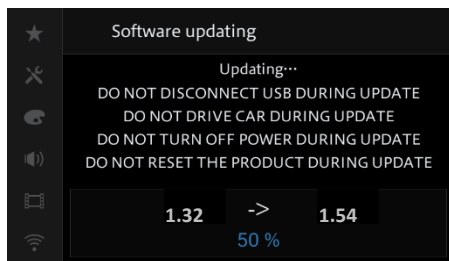 Software updating
Updating···
DO NOT DISCONNECT USB DURING UPDATE
DO NOT DRIVE CAR DURING UPDATE
DO NOT TURN OFF POWER DURING UPDATE
DO NOT RESET THE PRODUCT DURING UPDATE
1.32 -> 1.54
50 %